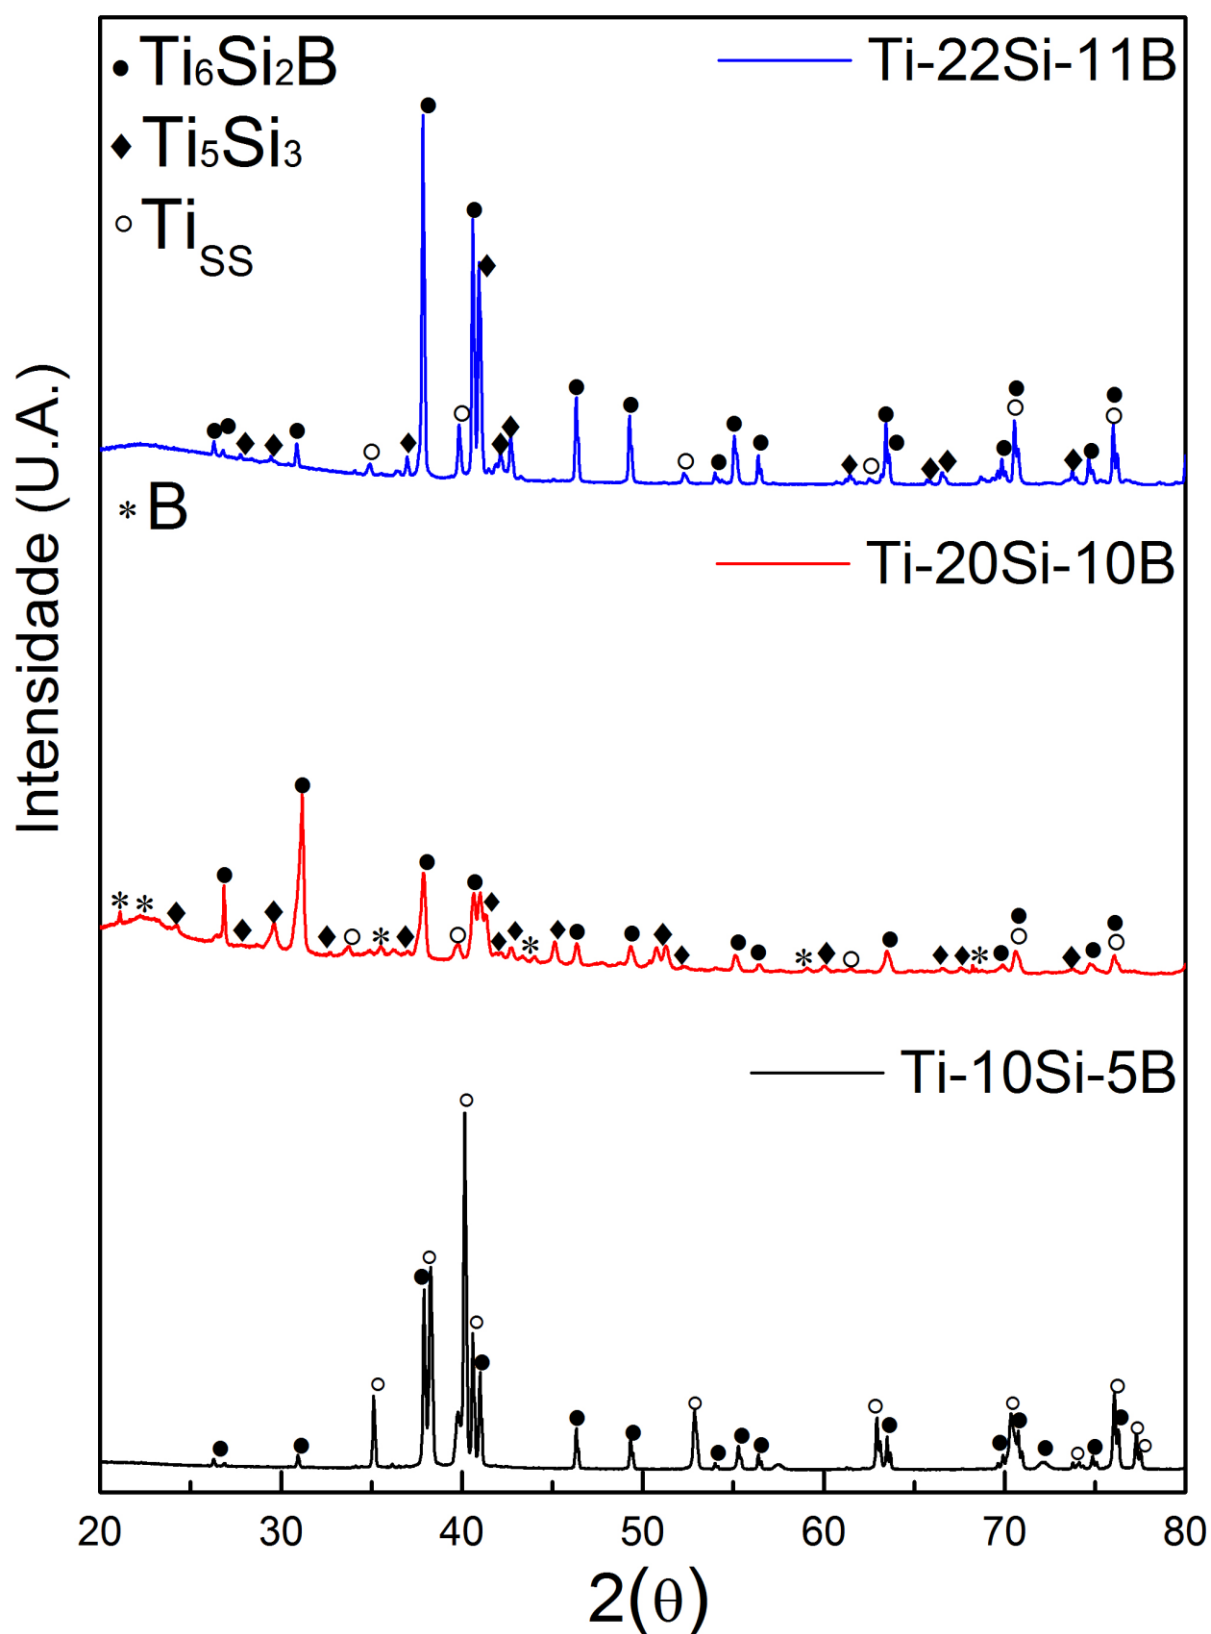 ● Ti₆Si₂B
♦ Ti₅Si₃
○ Ti_SS
Ti-22Si-11B
* B
Ti-20Si-10B
Ti-10Si-5B
Intensidade (U.A.)
20 30 40 50 60 70 80
2(θ)